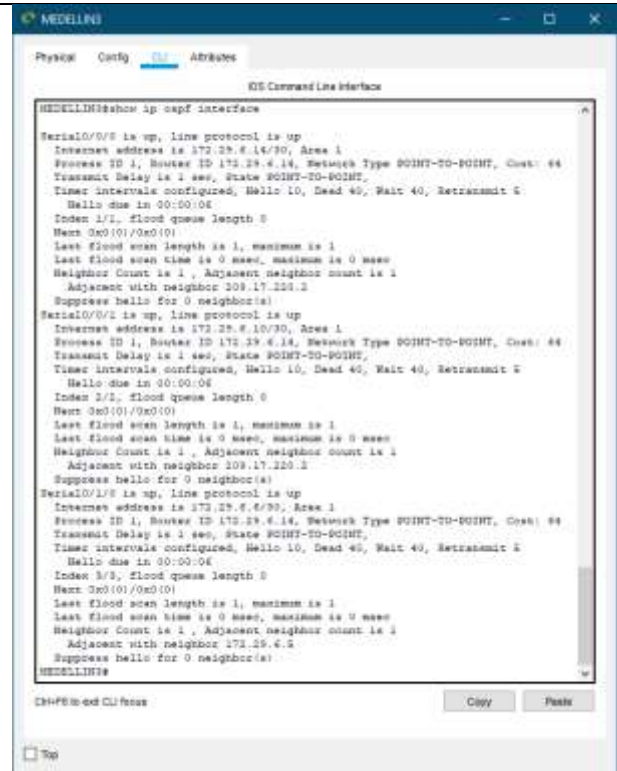 MEDELLIN3
Physical Config CLI Attributes
IOS Command Line Interface
MEDELLIN3#show ip ospf interface
Serial0/0/0 is up, line protocol is up
Internet address is 172.29.6.14/30, Area 1
Process ID 1, Router ID 172.29.6.14, Network Type POINT-TO-POINT, Cost: 64
Transmit Delay is 1 sec, State POINT-TO-POINT,
Timer intervals configured, Hello 10, Dead 40, Wait 40, Retransmit 5
Hello due in 00:00:06
Index 1/1, flood queue length 0
Next 0x0(0)/0x0(0)
Last flood scan length is 1, maximum is 1
Last flood scan time is 0 msec, maximum is 0 msec
Neighbor Count is 1 , Adjacent neighbor count is 1
Adjacent with neighbor 209.17.220.2
Suppress hello for 0 neighbor(s)
Serial0/0/1 is up, line protocol is up
Internet address is 172.29.6.10/30, Area 1
Process ID 1, Router ID 172.29.6.14, Network Type POINT-TO-POINT, Cost: 64
Transmit Delay is 1 sec, State POINT-TO-POINT,
Timer intervals configured, Hello 10, Dead 40, Wait 40, Retransmit 5
Hello due in 00:00:06
Index 2/2, flood queue length 0
Next 0x0(0)/0x0(0)
Last flood scan length is 1, maximum is 1
Last flood scan time is 0 msec, maximum is 0 msec
Neighbor Count is 1 , Adjacent neighbor count is 1
Adjacent with neighbor 209.17.220.2
Suppress hello for 0 neighbor(s)
Serial0/1/0 is up, line protocol is up
Internet address is 172.29.6.6/30, Area 1
Process ID 1, Router ID 172.29.6.14, Network Type POINT-TO-POINT, Cost: 64
Transmit Delay is 1 sec, State POINT-TO-POINT,
Timer intervals configured, Hello 10, Dead 40, Wait 40, Retransmit 5
Hello due in 00:00:06
Index 3/3, flood queue length 0
Next 0x0(0)/0x0(0)
Last flood scan length is 1, maximum is 1
Last flood scan time is 0 msec, maximum is 0 msec
Neighbor Count is 1 , Adjacent neighbor count is 1
Adjacent with neighbor 172.29.6.5
Suppress hello for 0 neighbor(s)
MEDELLIN3#
Ctrl+F6 to exit CLI focus Copy Paste
Top